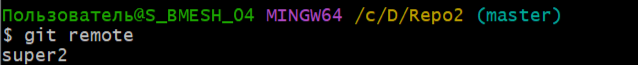 Пользователь@S_BMESH_04 MINGW64 /c/D/Repo2 (master)
$ git remote
super2